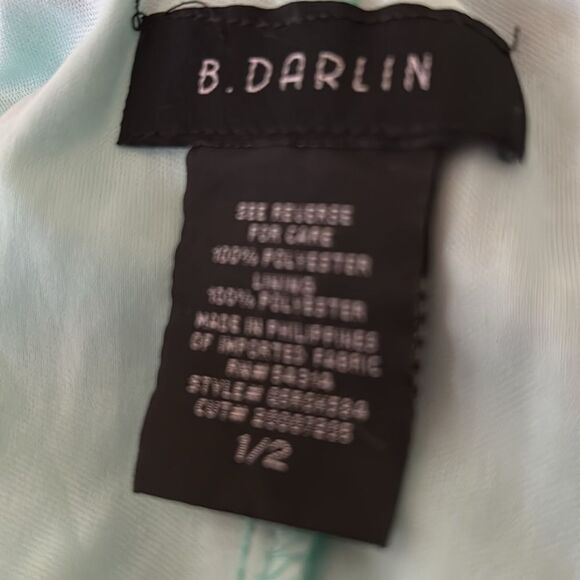 B. DARLIN
SEE REVERSE
FOR CARE
100% POLYESTER
LINING
100% POLYESTER
MADE IN PHILIPPINES
OF IMPORTED FABRIC
RN#
STYLE#
CUT#
1/2